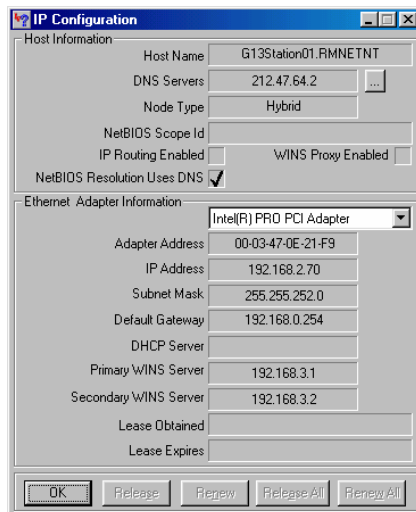 IP Configuration
Host Information
Host Name G13Station01.RMNETNT
DNS Servers 212.47.64.2 ...
Node Type Hybrid
NetBIOS Scope Id
IP Routing Enabled WINS Proxy Enabled
NetBIOS Resolution Uses DNS
Ethernet Adapter Information
Intel(R) PRO PCI Adapter
Adapter Address 00-03-47-0E-21-F9
IP Address 192.168.2.70
Subnet Mask 255.255.252.0
Default Gateway 192.168.0.254
DHCP Server
Primary WINS Server 192.168.3.1
Secondary WINS Server 192.168.3.2
Lease Obtained
Lease Expires
OK Release Renew Release All Renew All